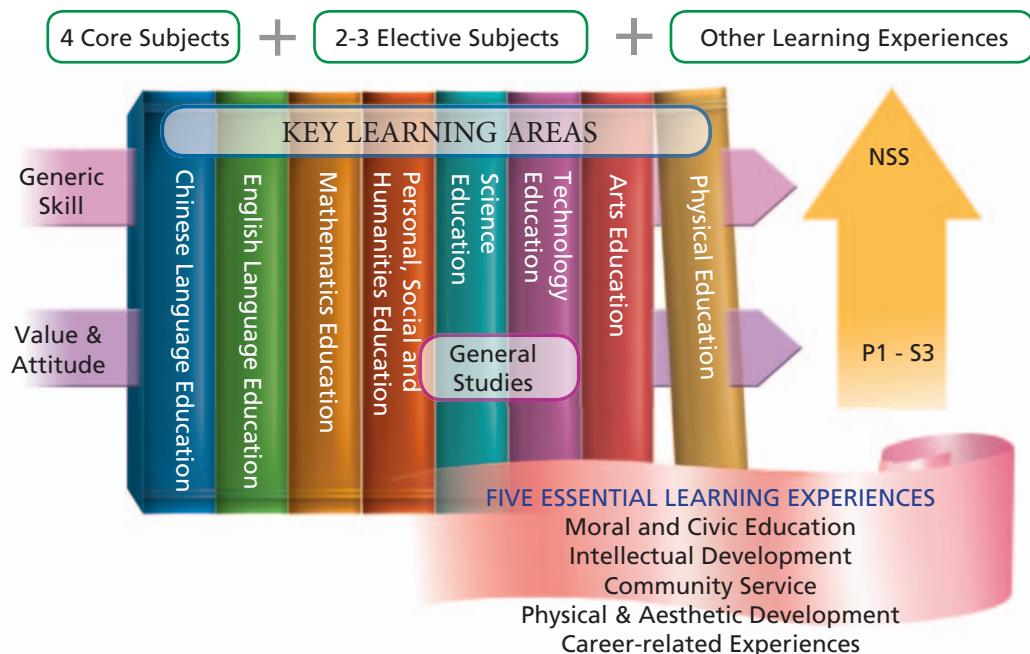 4 Core Subjects + 2-3 Elective Subjects + Other Learning Experiences
KEY LEARNING AREAS
Generic
Skill
Value &
Attitude
Chinese Language Education
English Language Education
Mathematics Education
Personal, Social and
Humanities Education
Science
Education
Technology
Education
Arts Education
Physical Education
General
Studies
NSS
P1 - S3
FIVE ESSENTIAL LEARNING EXPERIENCES
Moral and Civic Education
Intellectual Development
Community Service
Physical & Aesthetic Development
Career-related Experiences